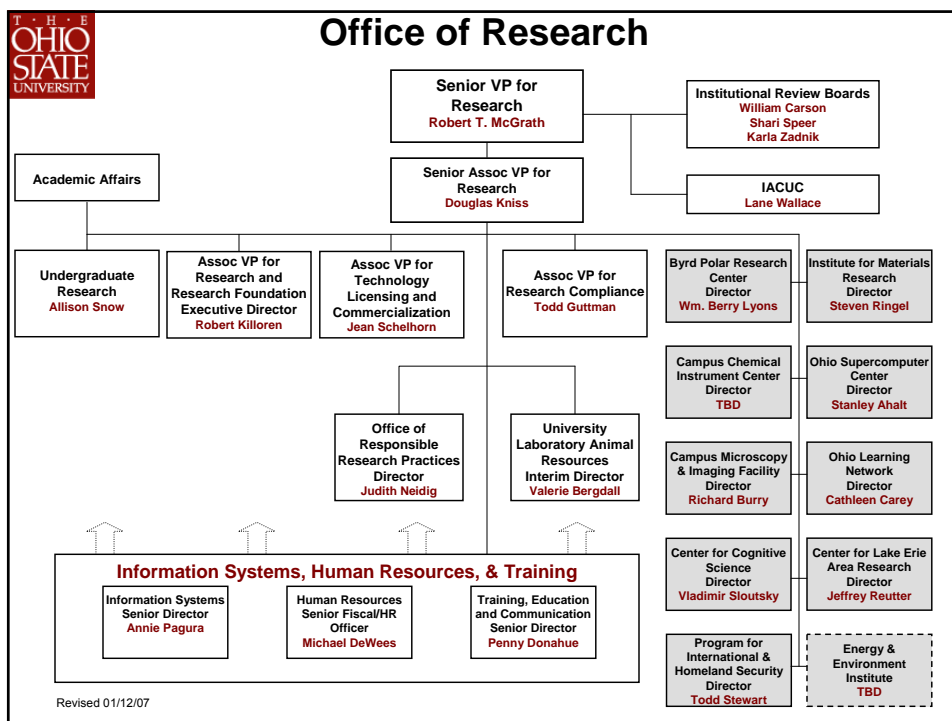 T · H · E
OHIO
STATE
UNIVERSITY
Office of Research
Senior VP for
Research
Robert T. McGrath
Institutional Review Boards
William Carson
Shari Speer
Karla Zadnik
Academic Affairs
Senior Assoc VP for
Research
Douglas Kniss
IACUC
Lane Wallace
Undergraduate
Research
Allison Snow
Assoc VP for
Research and
Research Foundation
Executive Director
Robert Killoren
Assoc VP for
Technology
Licensing and
Commercialization
Jean Schelhorn
Assoc VP for
Research Compliance
Todd Guttman
Byrd Polar Research
Center
Director
Wm. Berry Lyons
Institute for Materials
Research
Director
Steven Ringel
Campus Chemical
Instrument Center
Director
TBD
Ohio Supercomputer
Center
Director
Stanley Ahalt
Office of
Responsible
Research Practices
Director
Judith Neidig
University
Laboratory Animal
Resources
Interim Director
Valerie Bergdall
Campus Microscopy
& Imaging Facility
Director
Richard Burry
Ohio Learning
Network
Director
Cathleen Carey
Information Systems, Human Resources, & Training
Information Systems
Senior Director
Annie Pagura
Human Resources
Senior Fiscal/HR
Officer
Michael DeWees
Training, Education
and Communication
Senior Director
Penny Donahue
Center for Cognitive
Science
Director
Vladimir Sloutsky
Center for Lake Erie
Area Research
Director
Jeffrey Reutter
Program for
International &
Homeland Security
Director
Todd Stewart
Energy &
Environment
Institute
TBD
Revised 01/12/07